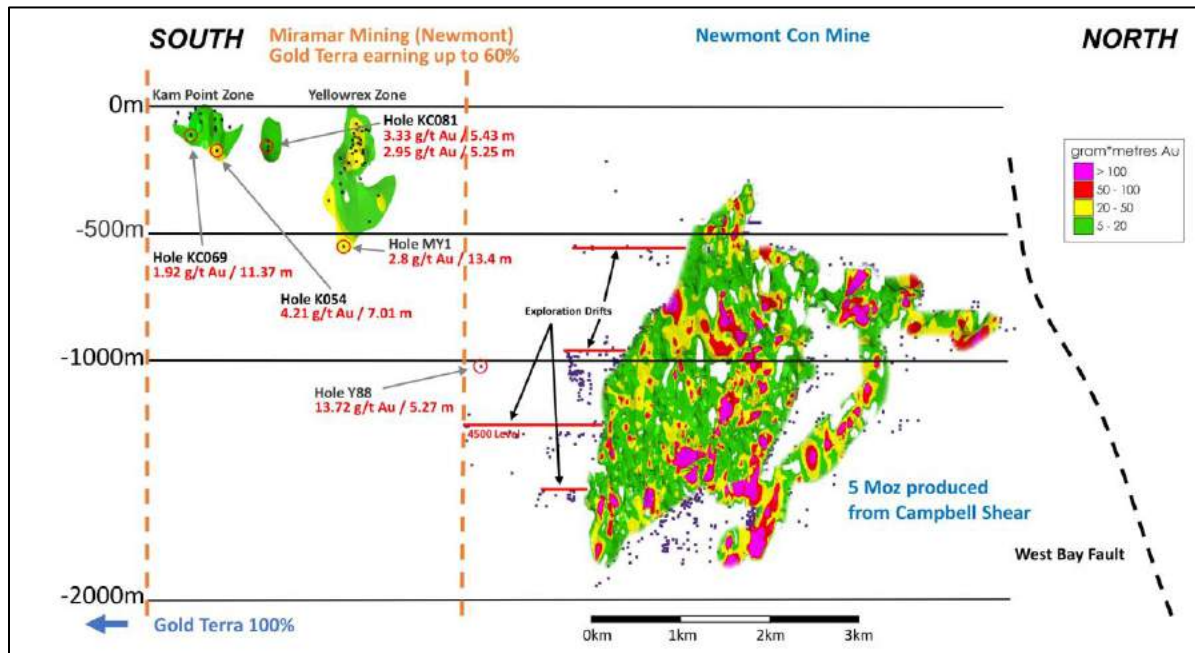 SOUTH
Miramar Mining (Newmont)
Gold Terra earning up to 60%
Newmont Con Mine
NORTH
0m
Kam Point Zone
Yellowrex Zone
Hole KC081
3.33 g/t Au / 5.43 m
2.95 g/t Au / 5.25 m
gram*metres Au
> 100
50 - 100
20 - 50
5 - 20
-500m
Hole MY1
2.8 g/t Au / 13.4 m
Hole KC069
1.92 g/t Au / 11.37 m
Hole K054
4.21 g/t Au / 7.01 m
Exploration Drifts
-1000m
Hole Y88
13.72 g/t Au / 5.27 m
4500 Level
5 Moz produced
from Campbell Shear
West Bay Fault
-2000m
Gold Terra 100%
0km
1km
2km
3km